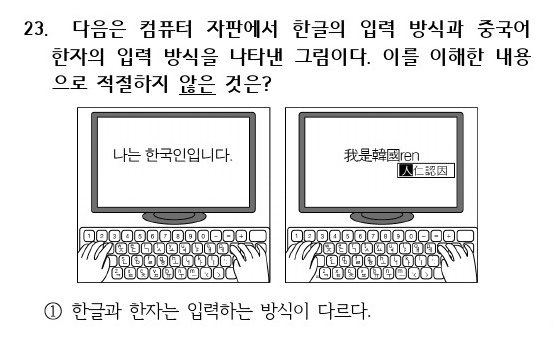 23. 다음은 컴퓨터 자판에서 한글의 입력 방식과 중국어
한자의 입력 방식을 나타낸 그림이다. 이를 이해한 내용
으로 적절하지 않은 것은?
나는 한국인입니다.
我是韓國ren
人仁認因
① 한글과 한자는 입력하는 방식이 다르다.